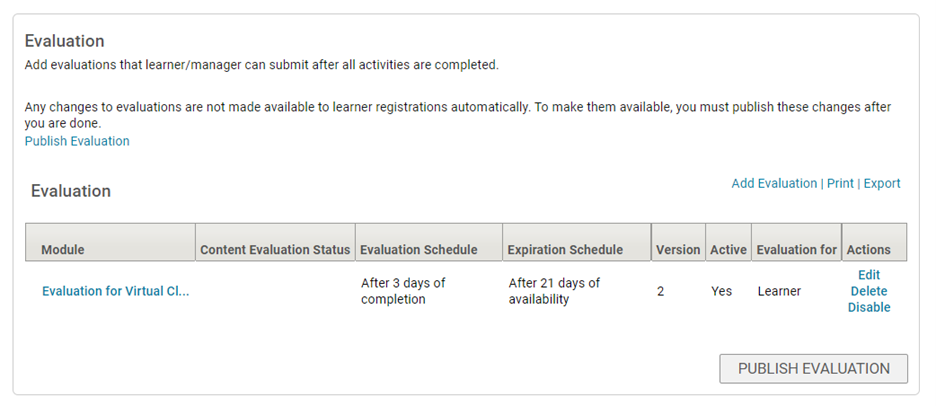 Evaluation
Add evaluations that learner/manager can submit after all activities are completed.
Any changes to evaluations are not made available to learner registrations automatically. To make them available, you must publish these changes after
you are done.
Publish Evaluation
Evaluation
Add Evaluation | Print | Export
Module Content Evaluation Status Evaluation Schedule Expiration Schedule Version Active Evaluation for Actions
Evaluation for Virtual Cl... After 3 days of completion After 21 days of availability 2 Yes Learner Edit
Delete
Disable
PUBLISH EVALUATION